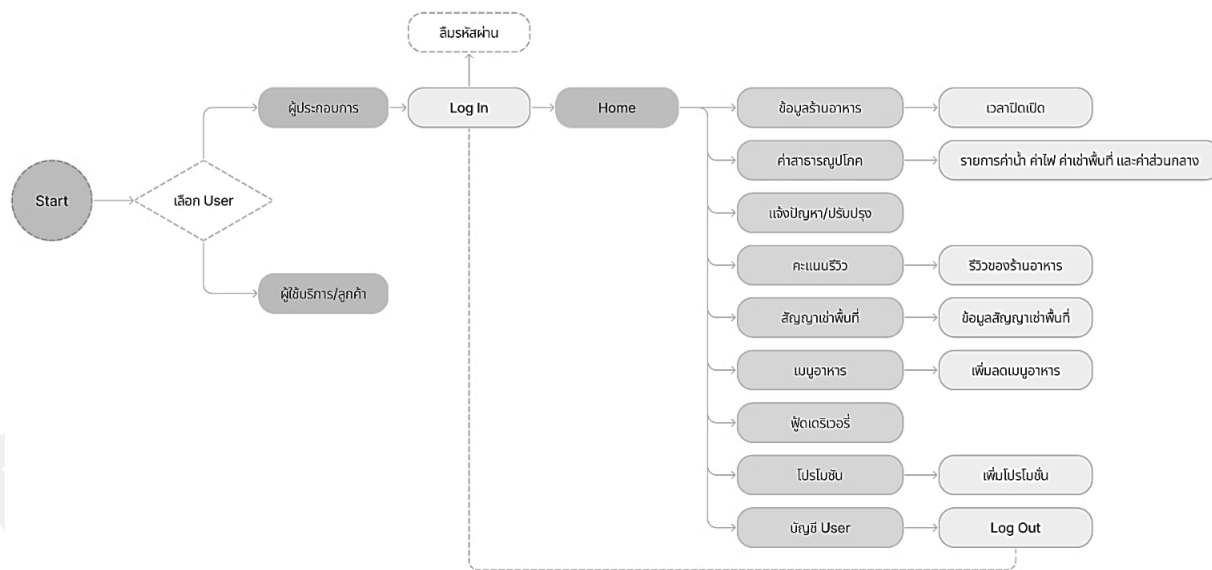 ลืมรหัสผ่าน
ผู้ประกอบการ
Log In
Home
ข้อมูลร้านอาหาร
เวลาปิดเปิด
ค่าสาธารณูปโภค
รายการค่าน้ำ ค่าไฟ ค่าเช่าพื้นที่ และค่าส่วนกลาง
Start
เลือก User
แจ้งปัญหา/ปรับปรุง
คะแนนรีวิว
รีวิวของร้านอาหาร
ผู้ใช้บริการ/ลูกค้า
สัญญาเช่าพื้นที่
ข้อมูลสัญญาเช่าพื้นที่
เมนูอาหาร
เพิ่มลดเมนูอาหาร
ฟู้ดเดริเวอรี่
โปรโมชัน
เพิ่มโปรโมชั่น
บัญชี User
Log Out